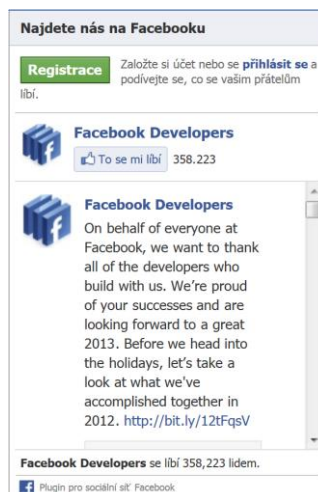 Najdete nás na Facebooku
Registrace
Založte si účet nebo se přihlásit se a
podívejte se, co se vašim přátelům
líbí.
Facebook Developers
To se mi líbí 358.223
Facebook Developers
On behalf of everyone at
Facebook, we want to thank
all of the developers who
build with us. We're proud
of your successes and are
looking forward to a great
2013. Before we head into
the holidays, let's take a
look at what we've
accomplished together in
2012. http://bit.ly/12tFqsV
Facebook Developers se líbí 358,223 lidem.
Plugin pro sociální síť Facebook